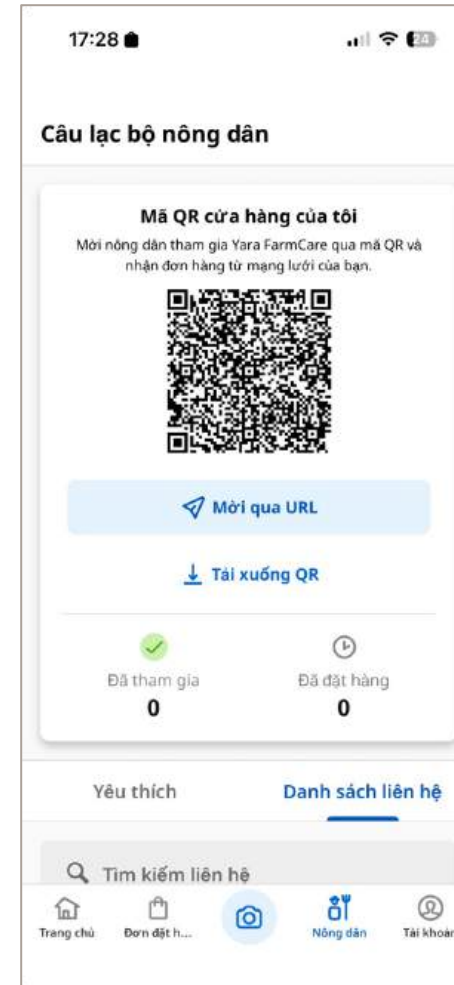 17:28
24
Câu lạc bộ nông dân
Mã QR cửa hàng của tôi
Mời nông dân tham gia Yara FarmCare qua mã QR và
nhận đơn hàng từ mạng lưới của bạn.
Mời qua URL
Tải xuống QR
Đã tham gia
Đã đặt hàng
0
0
Yêu thích
Danh sách liên hệ
Tìm kiếm liên hệ
Trang chủ
Đơn đặt h...
Nông dân
Tài khoản